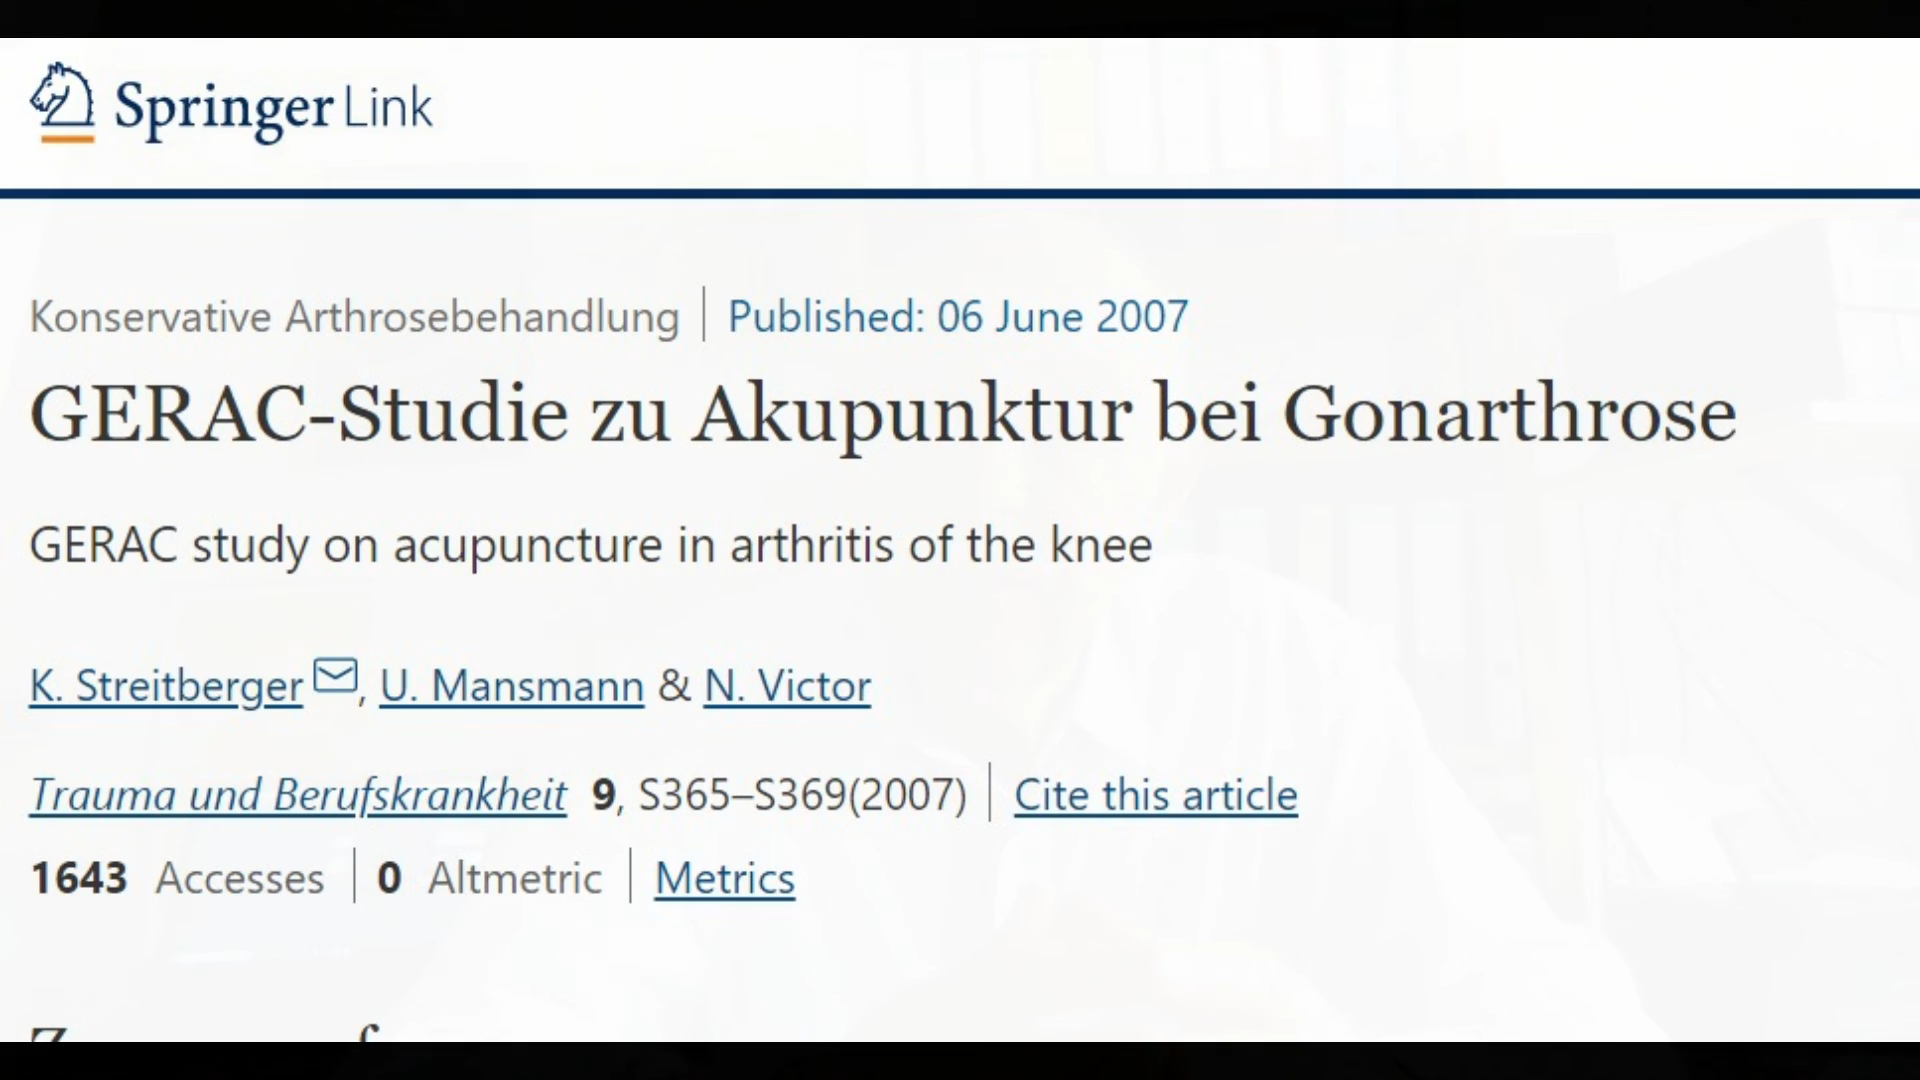 Springer Link
Konservative Arthrosebehandlung | Published: 06 June 2007
GERAC-Studie zu Akupunktur bei Gonarthrose
GERAC study on acupuncture in arthritis of the knee
K. Streitberger, U. Mansmann & N. Victor
Trauma und Berufskrankheit 9, S365–S369(2007) | Cite this article
1643 Accesses | 0 Altmetric | Metrics